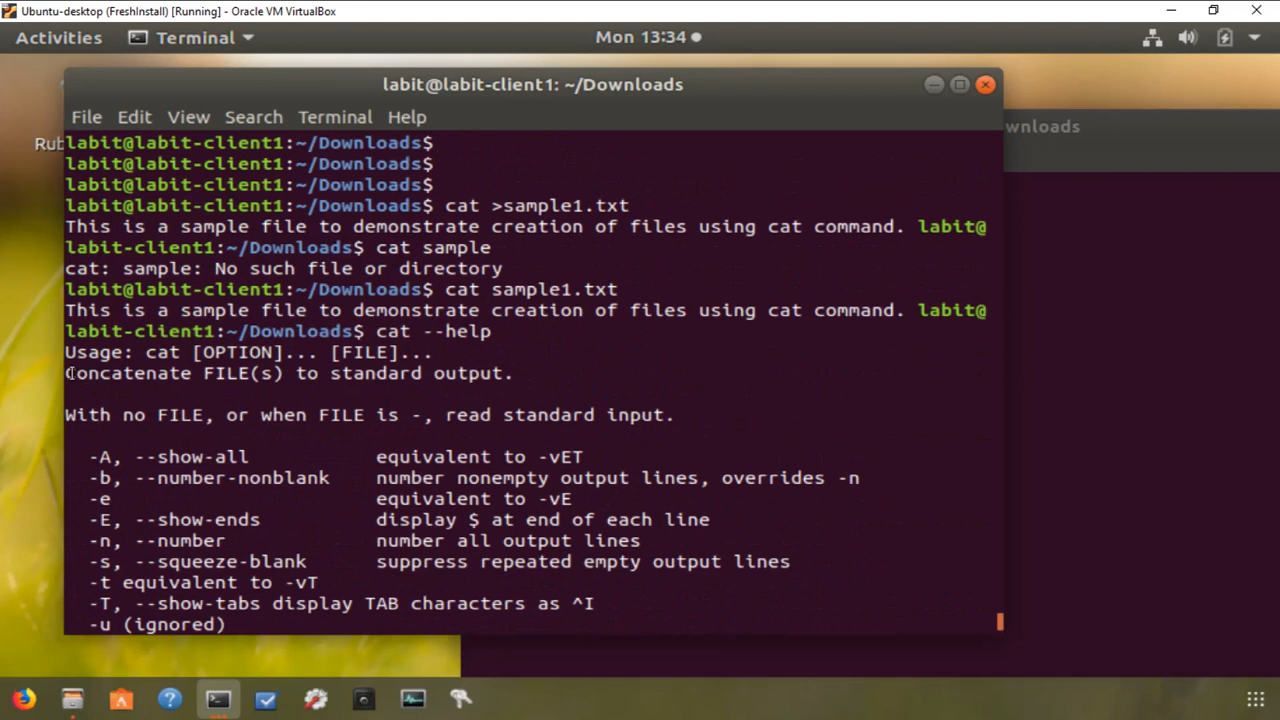 Ubuntu-desktop (FreshInstall) [Running] - Oracle VM VirtualBox
Activities Terminal Mon 13:34
labit@labit-client1: ~/Downloads
File Edit View Search Terminal Help
wnloads
Rub
labit@labit-client1:~/Downloads$
labit@labit-client1:~/Downloads$
labit@labit-client1:~/Downloads$
labit@labit-client1:~/Downloads$ cat >sample1.txt
This is a sample file to demonstrate creation of files using cat command. labit@
labit-client1:~/Downloads$ cat sample
cat: sample: No such file or directory
labit@labit-client1:~/Downloads$ cat sample1.txt
This is a sample file to demonstrate creation of files using cat command. labit@
labit-client1:~/Downloads$ cat --help
Usage: cat [OPTION]... [FILE]...
Concatenate FILE(s) to standard output.
With no FILE, or when FILE is -, read standard input.
-A, --show-all equivalent to -vET
-b, --number-nonblank number nonempty output lines, overrides -n
-e equivalent to -vE
-E, --show-ends display $ at end of each line
-n, --number number all output lines
-s, --squeeze-blank suppress repeated empty output lines
-t equivalent to -vT
-T, --show-tabs display TAB characters as ^I
-u (ignored)